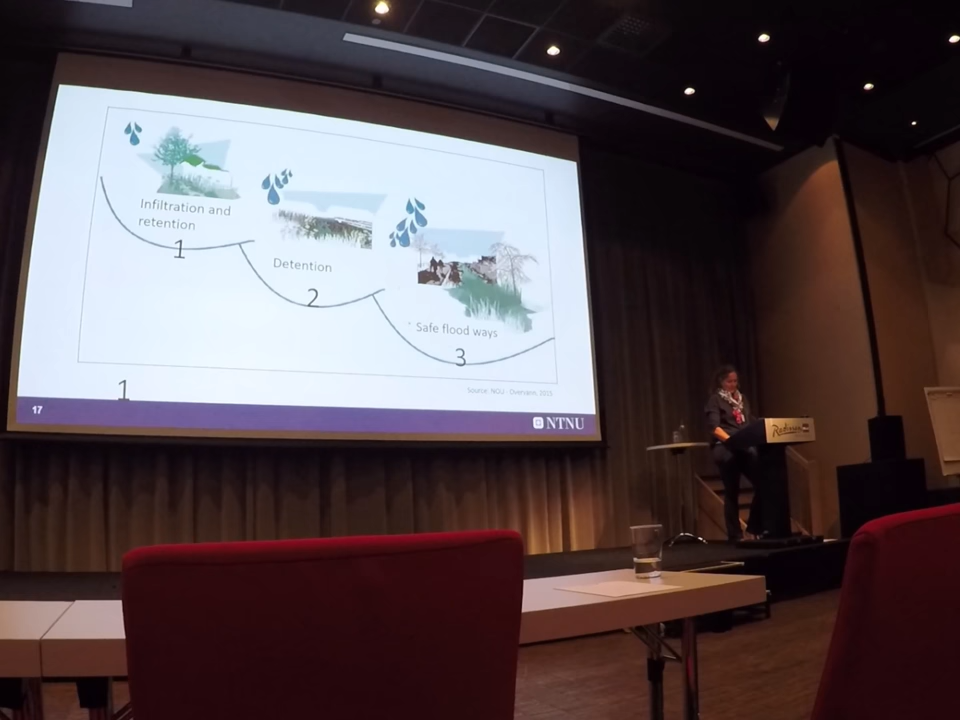 Infiltration and
retention
1
Detention
2
Safe flood ways
3
Source: NOU - Overvann, 2015
1
17
NTNU
Radisson